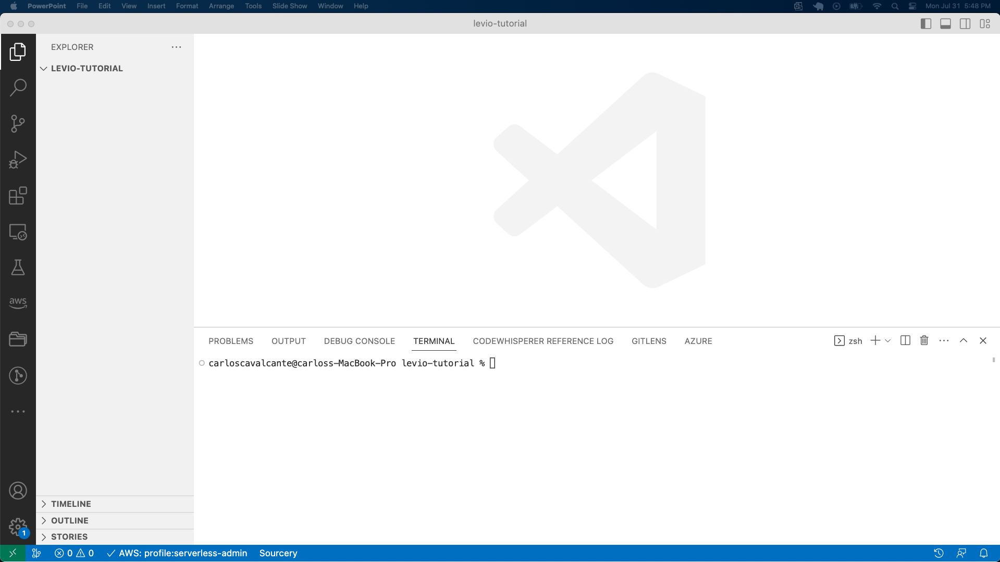 PowerPoint File Edit View Insert Format Arrange Tools Slide Show Window Help Mon Jul 31 5:48 PM
levio-tutorial
EXPLORER
LEVIO-TUTORIAL
aws
PROBLEMS OUTPUT DEBUG CONSOLE TERMINAL CODEWHISPERER REFERENCE LOG GITLENS AZURE zsh
carloscavalcante@carloss-MacBook-Pro levio-tutorial %
TIMELINE
OUTLINE
STORIES
1
0 0 AWS: profile:serverless-admin Sourcery